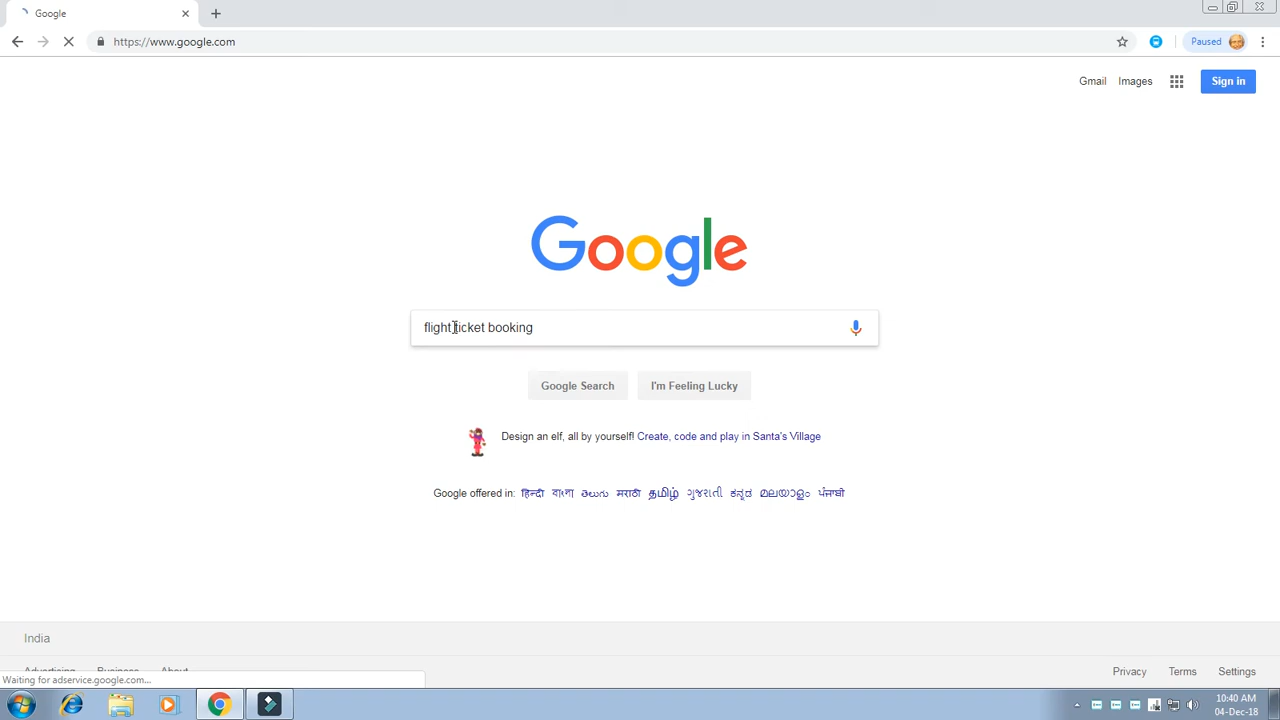 Google
https://www.google.com
Paused
Gmail Images Sign in
Google
flight ticket booking
Google Search I'm Feeling Lucky
Design an elf, all by yourself! Create, code and play in Santa's Village
Google offered in: हिन्दी বাংলা తెలుగు मराठी தமிழ் ગુજરાતી ಕನ್ನಡ മലയാളം ਪੰਜਾਬੀ
India
Advertising Business About Privacy Terms Settings
Waiting for adservice.google.com...
10:40 AM
04-Dec-18